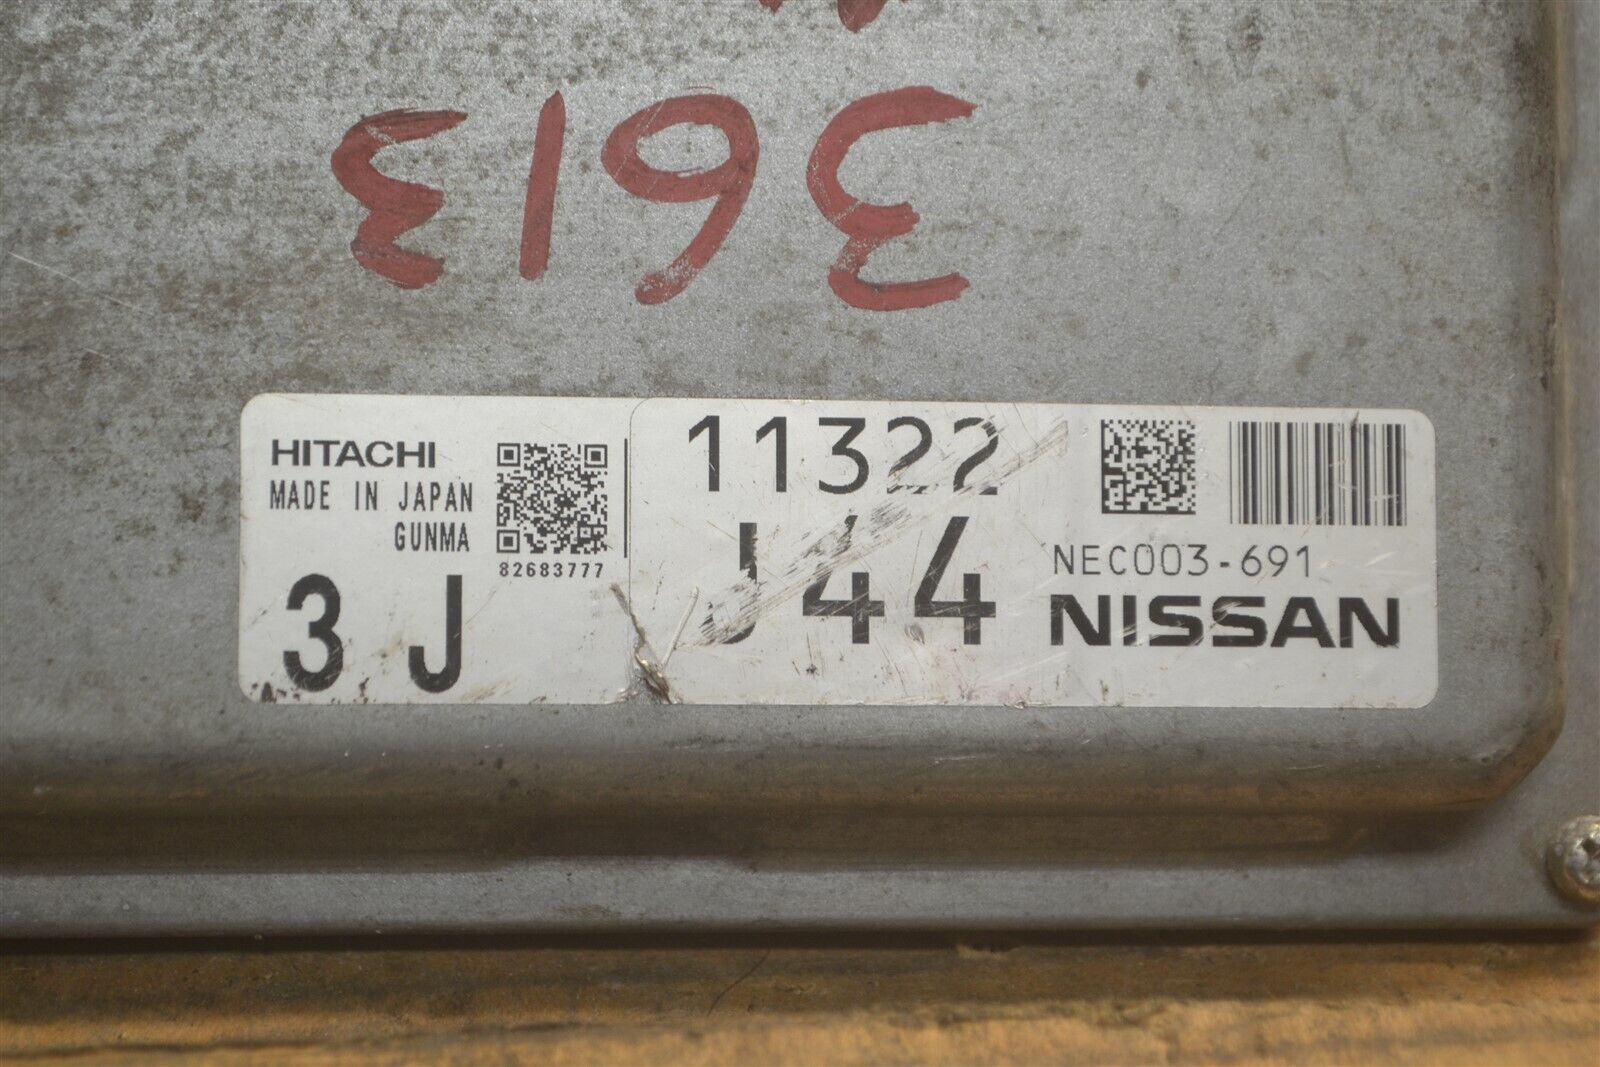 3613
HITACHI
MADE IN JAPAN
GUNMA
82683777
3 J
11322
J44
NEC003-691
NISSAN